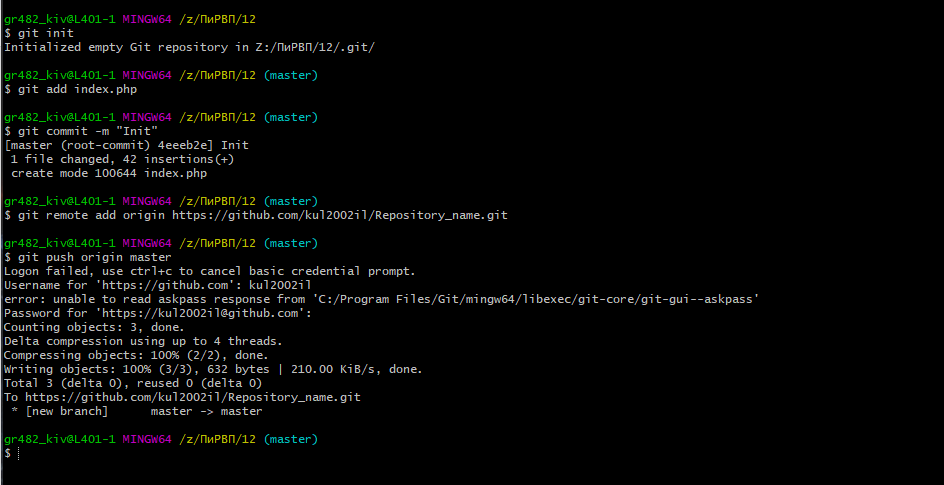 gr482_kiv@L401-1 MINGW64 /z/ПиРВП/12
$ git init
Initialized empty Git repository in Z:/ПиРВП/12/.git/
gr482_kiv@L401-1 MINGW64 /z/ПиРВП/12 (master)
$ git add index.php
gr482_kiv@L401-1 MINGW64 /z/ПиРВП/12 (master)
$ git commit -m "Init"
[master (root-commit) 4eeeb2e] Init
1 file changed, 42 insertions(+)
create mode 100644 index.php
gr482_kiv@L401-1 MINGW64 /z/ПиРВП/12 (master)
$ git remote add origin https://github.com/kul2002il/Repository_name.git
gr482_kiv@L401-1 MINGW64 /z/ПиРВП/12 (master)
$ git push origin master
Logon failed, use ctrl+c to cancel basic credential prompt.
Username for 'https://github.com': kul2002il
error: unable to read askpass response from 'C:/Program Files/Git/mingw64/libexec/git-core/git-gui--askpass'
Password for 'https://kul2002il@github.com':
Counting objects: 3, done.
Delta compression using up to 4 threads.
Compressing objects: 100% (2/2), done.
Writing objects: 100% (3/3), 632 bytes | 210.00 KiB/s, done.
Total 3 (delta 0), reused 0 (delta 0)
To https://github.com/kul2002il/Repository_name.git
* [new branch]      master -> master
gr482_kiv@L401-1 MINGW64 /z/ПиРВП/12 (master)
$